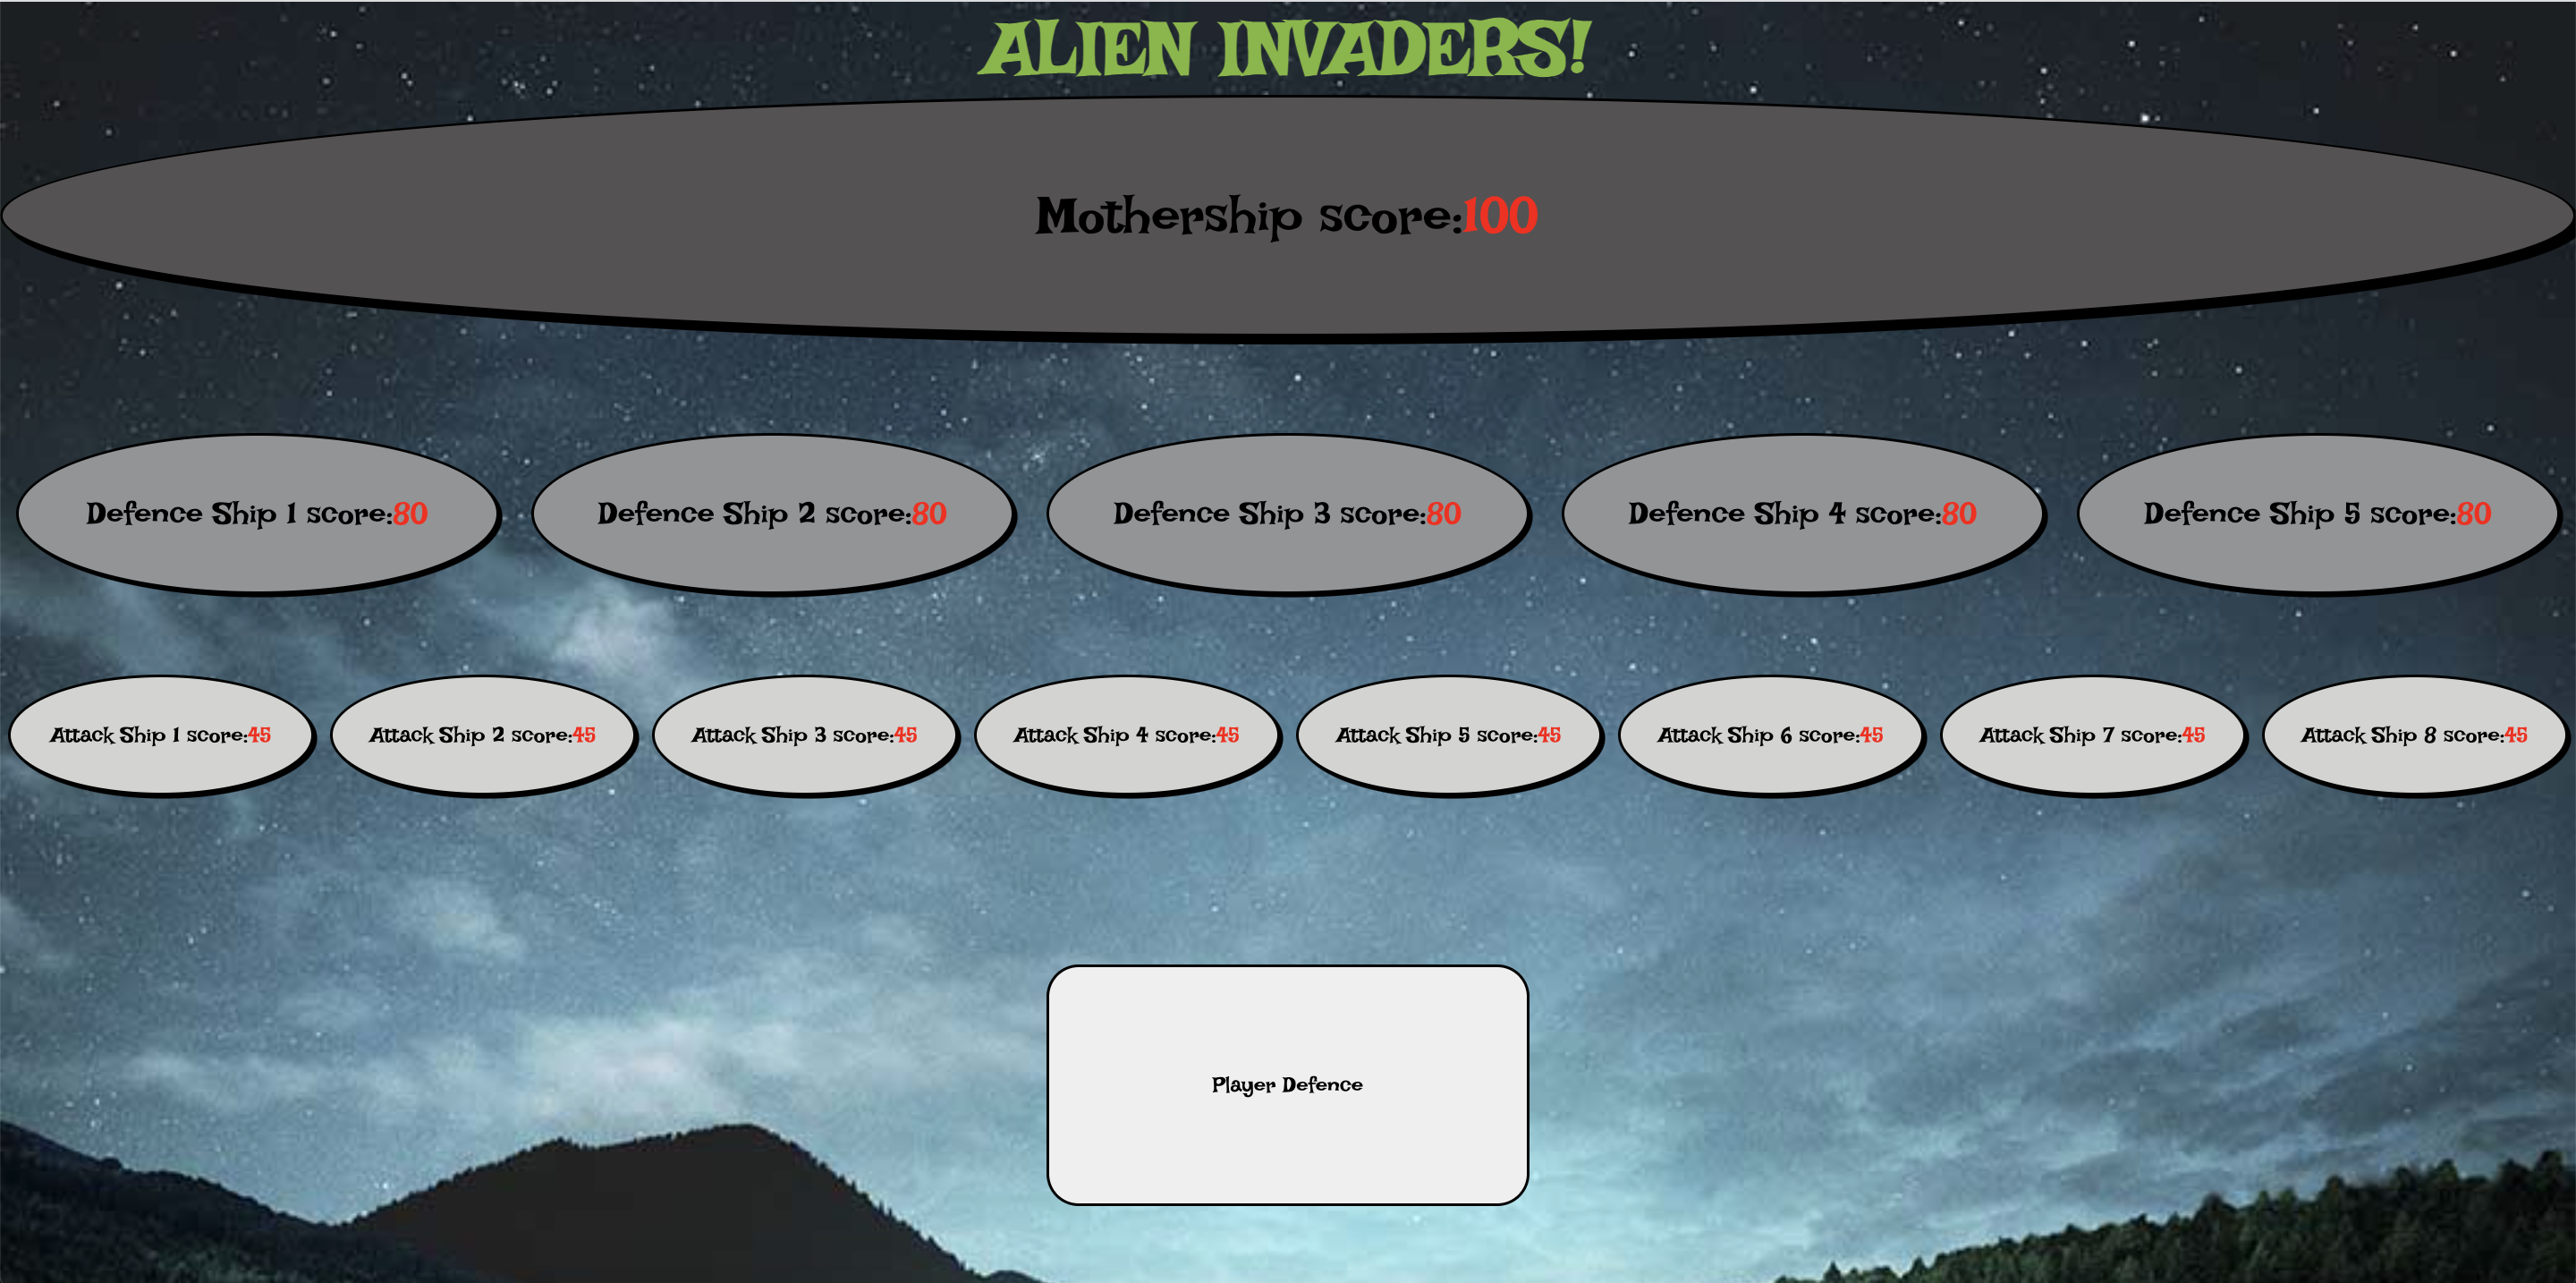 ALIEN INVADERS!
Mothership score:100
Defence Ship 1 score:80
Defence Ship 2 score:80
Defence Ship 3 score:80
Defence Ship 4 score:80
Defence Ship 5 score:80
Attack Ship 1 score:45
Attack Ship 2 score:45
Attack Ship 3 score:45
Attack Ship 4 score:45
Attack Ship 5 score:45
Attack Ship 6 score:45
Attack Ship 7 score:45
Attack Ship 8 score:45
Player Defence